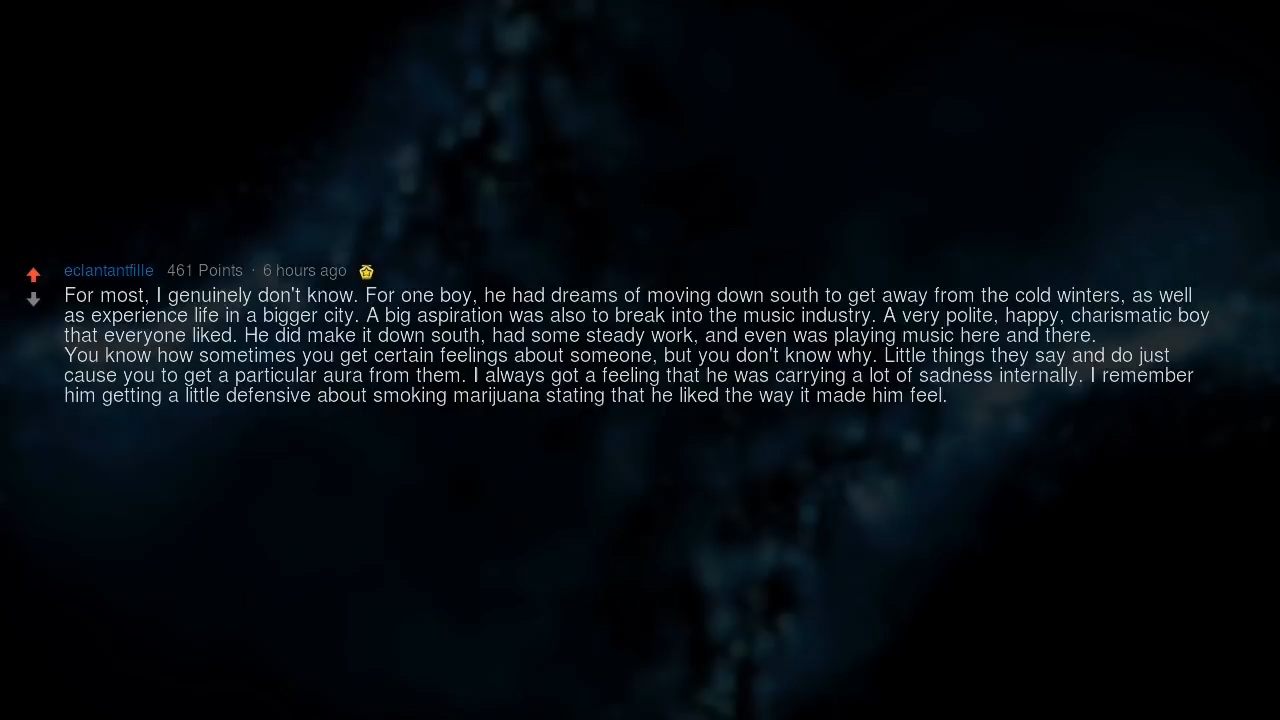 eclantantfille 461 Points · 6 hours ago
For most, I genuinely don't know. For one boy, he had dreams of moving down south to get away from the cold winters, as well
as experience life in a bigger city. A big aspiration was also to break into the music industry. A very polite, happy, charismatic boy
that everyone liked. He did make it down south, had some steady work, and even was playing music here and there.
You know how sometimes you get certain feelings about someone, but you don't know why. Little things they say and do just
cause you to get a particular aura from them. I always got a feeling that he was carrying a lot of sadness internally. I remember
him getting a little defensive about smoking marijuana stating that he liked the way it made him feel.